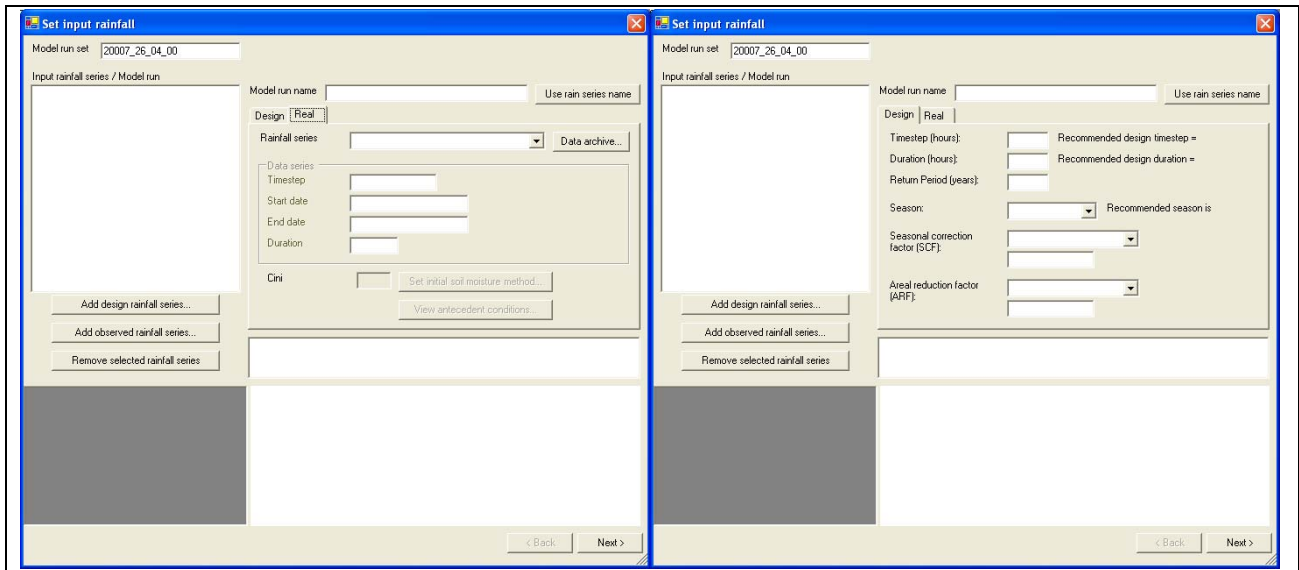 Set input rainfall
Model run set 20007_26_04_00
Input rainfall series / Model run
Model run name Use rain series name
Design Real
Rainfall series Data archive...
Data series
Timestep
Start date
End date
Duration
Cini Set initial soil moisture method...
View antecedent conditions...
Add design rainfall series...
Add observed rainfall series...
Remove selected rainfall series
< Back Next >
Set input rainfall
Model run set 20007_26_04_00
Input rainfall series / Model run
Model run name Use rain series name
Design Real
Timestep (hours): Recommended design timestep =
Duration (hours): Recommended design duration =
Return Period (years):
Season: Recommended season is
Seasonal correction
factor (SCF):
Areal reduction factor
(ARF):
Add design rainfall series...
Add observed rainfall series...
Remove selected rainfall series
< Back Next >